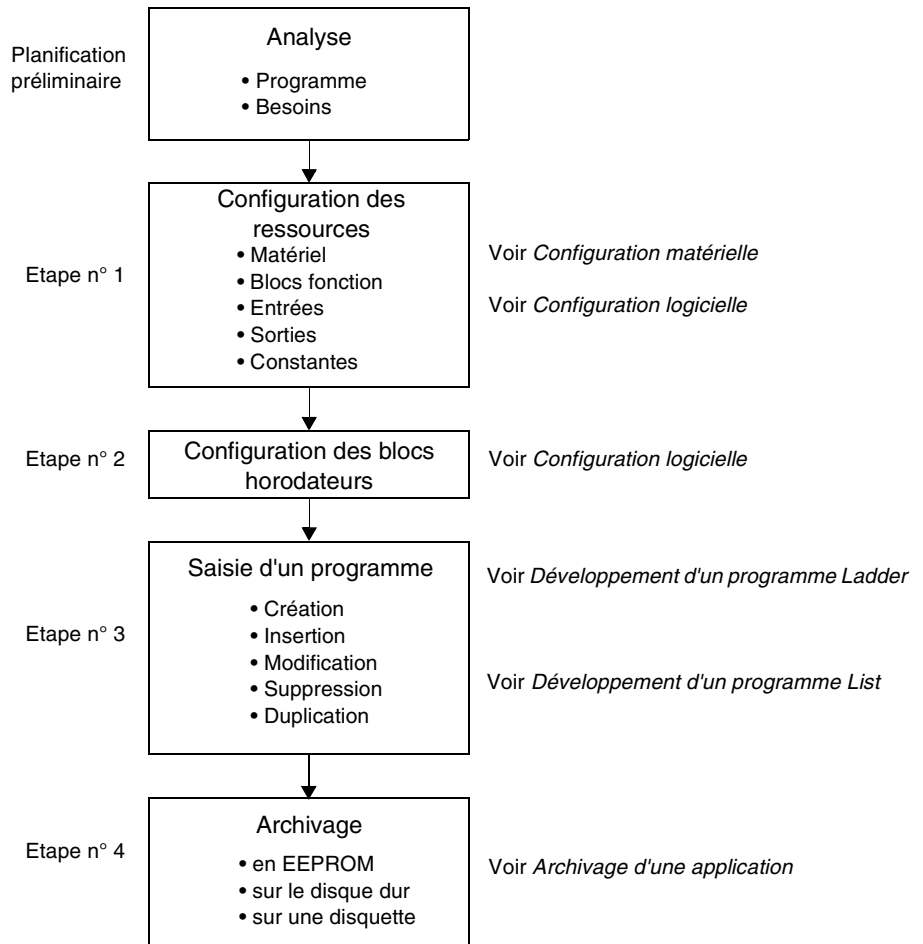 Planification
préliminaire
Analyse
• Programme
• Besoins
Etape n° 1
Configuration des
ressources
• Matériel
• Blocs fonction
• Entrées
• Sorties
• Constantes
Voir Configuration matérielle
Voir Configuration logicielle
Etape n° 2
Configuration des blocs
horodateurs
Voir Configuration logicielle
Etape n° 3
Saisie d'un programme
• Création
• Insertion
• Modification
• Suppression
• Duplication
Voir Développement d'un programme Ladder
Voir Développement d'un programme List
Etape n° 4
Archivage
• en EEPROM
• sur le disque dur
• sur une disquette
Voir Archivage d'une application